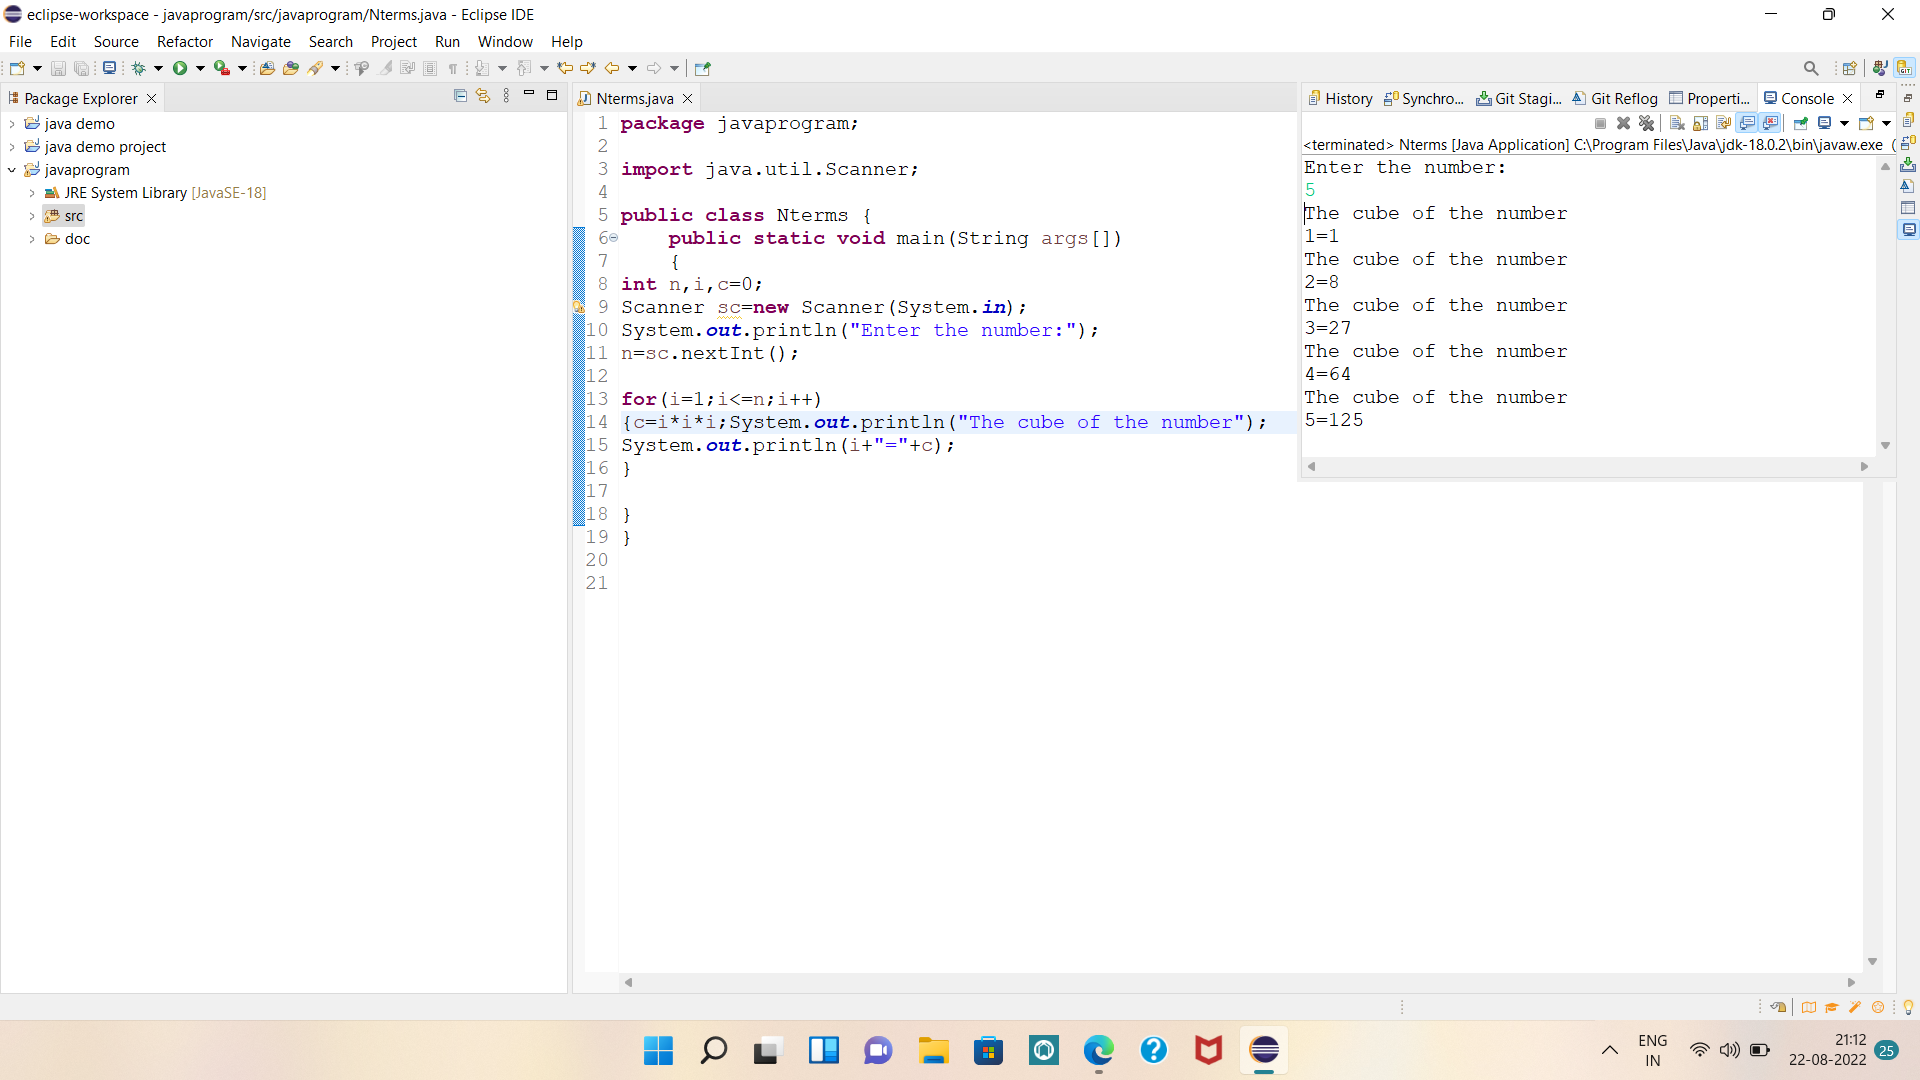 eclipse-workspace - javaprogram/src/javaprogram/Nterms.java - Eclipse IDE
File Edit Source Refactor Navigate Search Project Run Window Help
Package Explorer
java demo
java demo project
javaprogram
JRE System Library [JavaSE-18]
src
doc
Nterms.java
1 package javaprogram;
2
3 import java.util.Scanner;
4
5 public class Nterms {
6 public static void main(String args[])
7 {
8 int n,i,c=0;
9 Scanner sc=new Scanner(System.in);
10 System.out.println("Enter the number:");
11 n=sc.nextInt();
12
13 for(i=1;i<=n;i++)
14 {c=i*i*i;System.out.println("The cube of the number");
15 System.out.println(i+"="+c);
16 }
17
18 }
19 }
20
21
History Synchro... Git Stagi... Git Reflog Properti... Console
<terminated> Nterms [Java Application] C:\Program Files\Java\jdk-18.0.2\bin\javaw.exe (
Enter the number:
5
The cube of the number
1=1
The cube of the number
2=8
The cube of the number
3=27
The cube of the number
4=64
The cube of the number
5=125
GIT
ENG
IN
21:12
22-08-2022
25